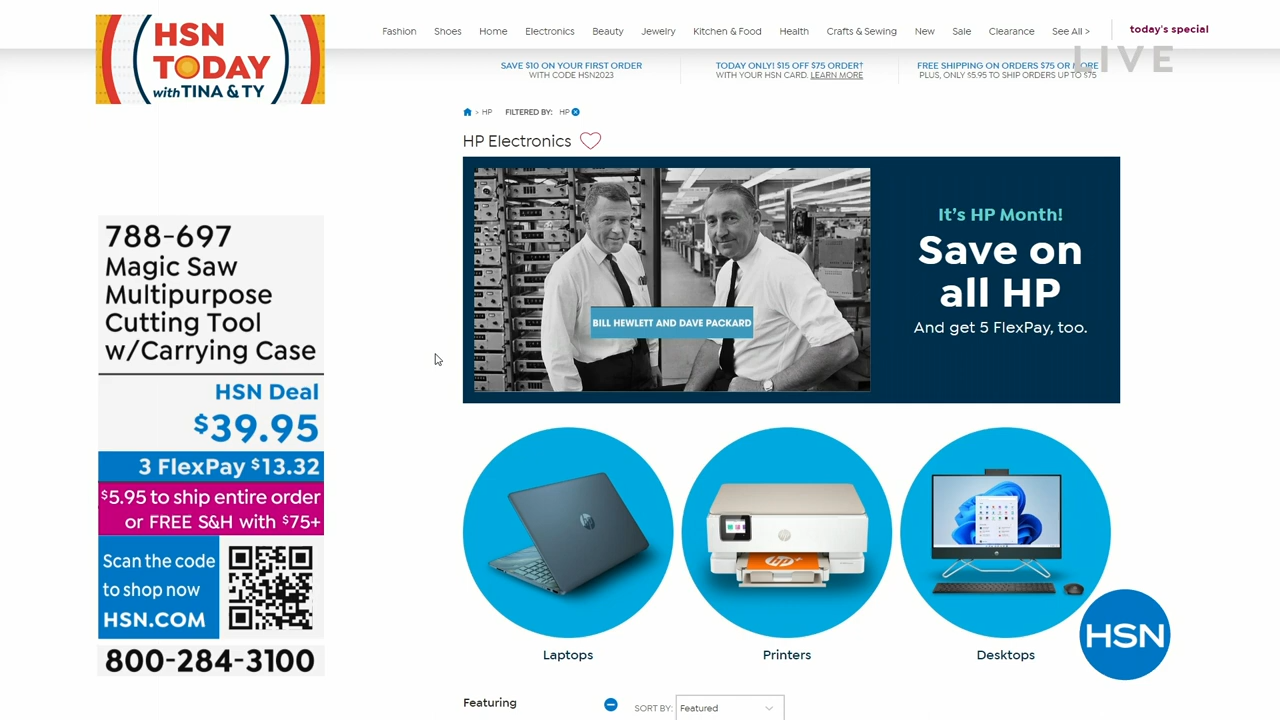 HSN
TODAY
with TINA & TY
Fashion Shoes Home Electronics Beauty Jewelry Kitchen & Food Health Crafts & Sewing New Sale Clearance See All > today's special
LIVE
SAVE $10 ON YOUR FIRST ORDER
WITH CODE HSN2023
TODAY ONLY! $15 OFF $75 ORDER†
WITH YOUR HSN CARD. LEARN MORE
FREE SHIPPING ON ORDERS $75 OR MORE
PLUS, ONLY $5.95 TO SHIP ORDERS UP TO $75
> HP FILTERED BY: HP
HP Electronics
BILL HEWLETT AND DAVE PACKARD
It's HP Month!
Save on
all HP
And get 5 FlexPay, too.
788-697
Magic Saw
Multipurpose
Cutting Tool
w/Carrying Case
HSN Deal
$39.95
3 FlexPay $13.32
$5.95 to ship entire order
or FREE S&H with $75+
Scan the code
to shop now
HSN.COM
800-284-3100
hp
hp
hp
Laptops
Printers
Desktops
HSN
Featuring
SORT BY: Featured